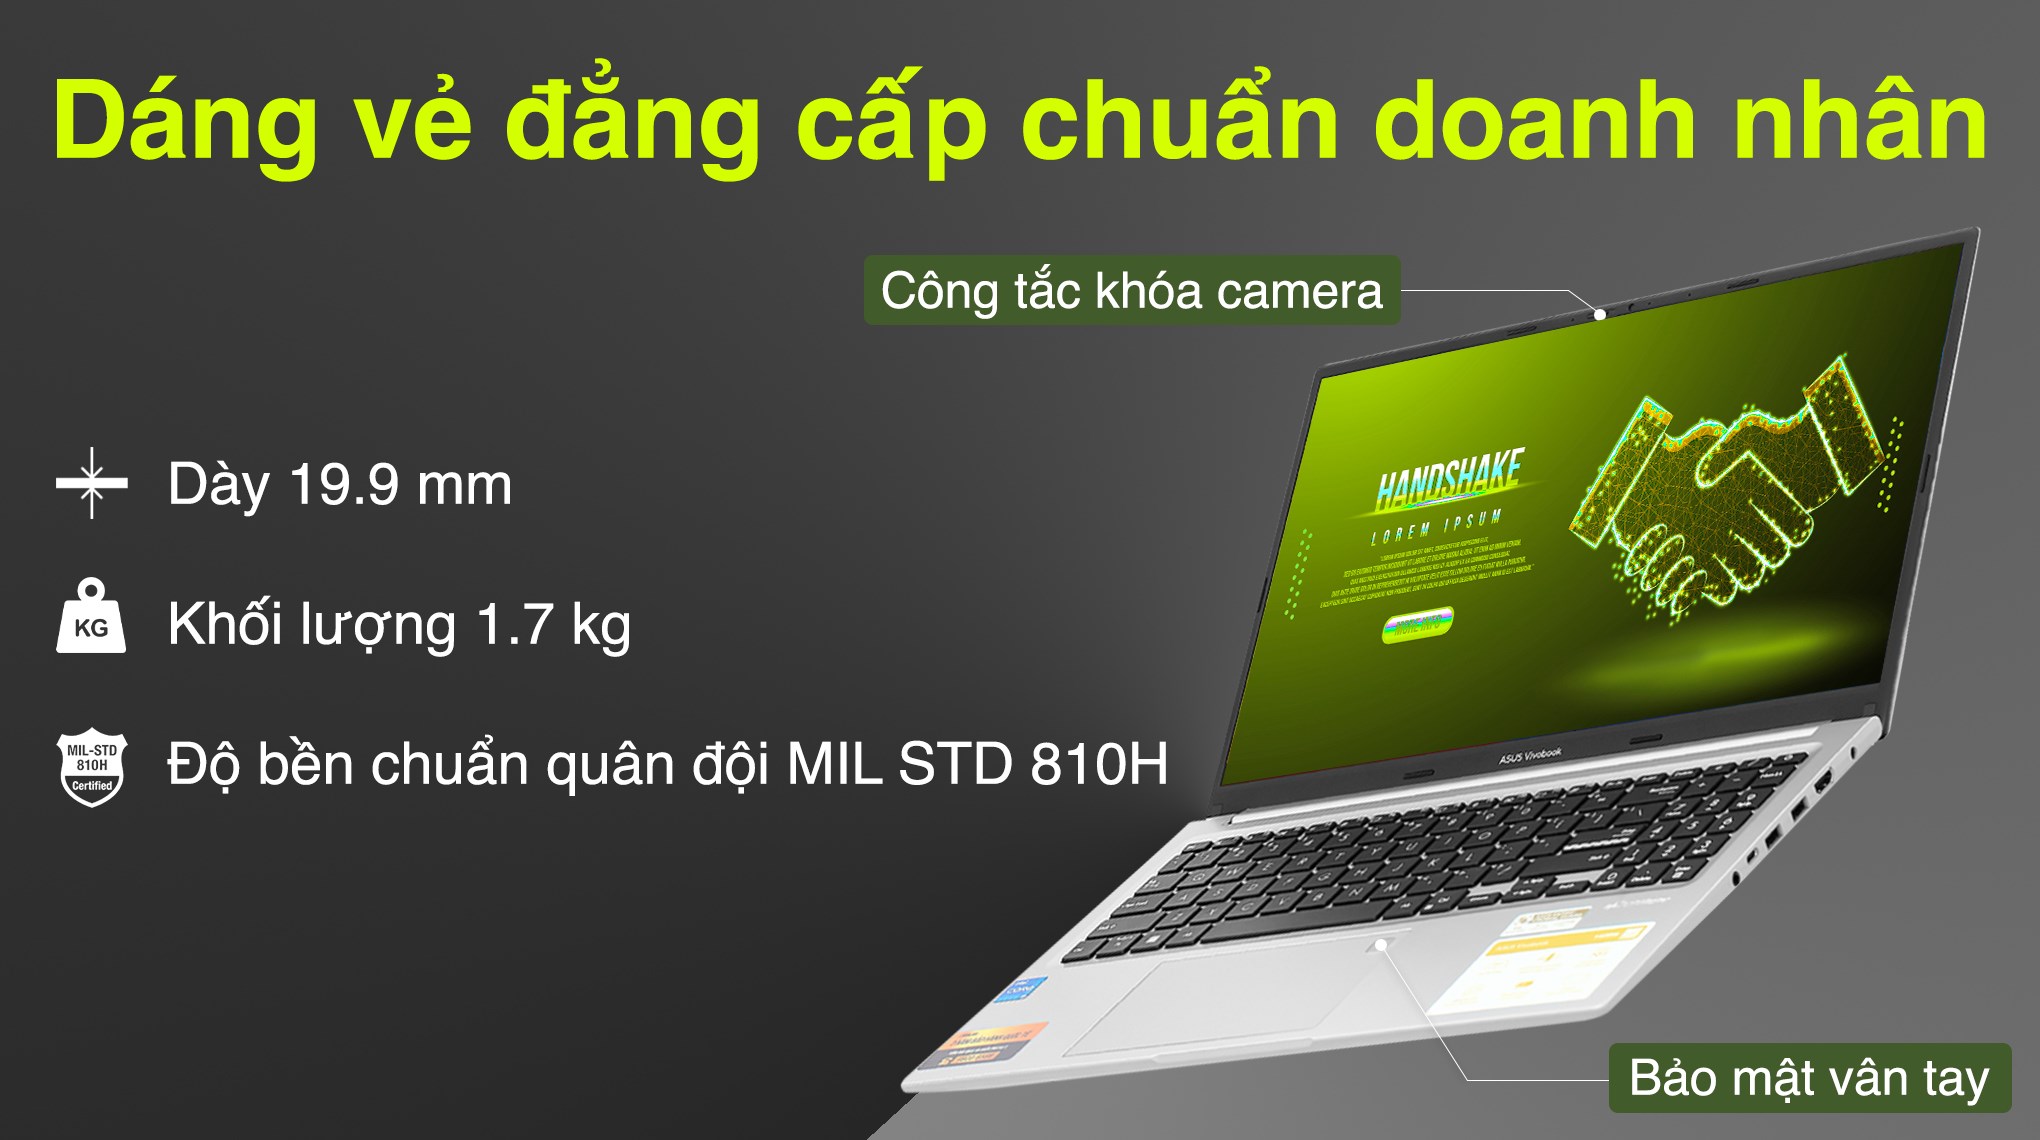 Dáng vẻ đẳng cấp chuẩn doanh nhân
Công tắc khóa camera
Dày 19.9 mm
KG
Khối lượng 1.7 kg
MIL-STD
810H
Certified
Độ bền chuẩn quân đội MIL STD 810H
HANDSHAKE
LOREM IPSUM
MORE INFO
ASUS Vivobook
Bảo mật vân tay